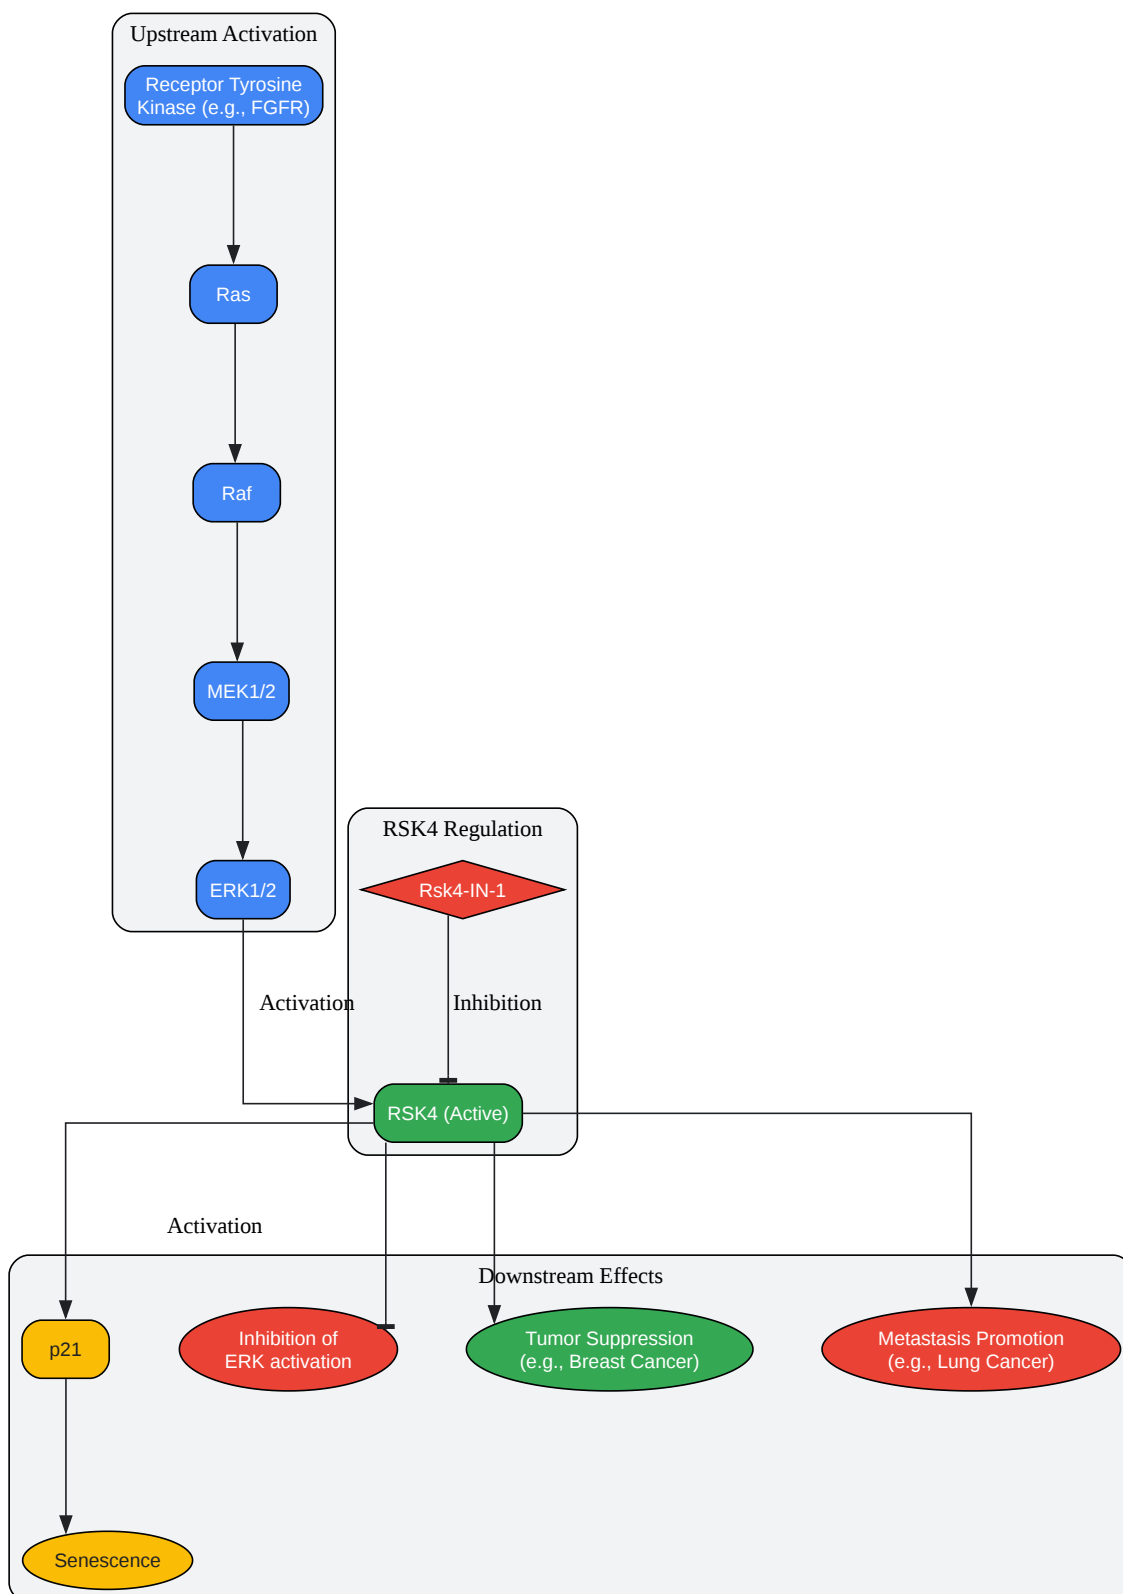 Upstream Activation
Receptor Tyrosine
Kinase (e.g., FGFR)
Ras
Raf
MEK1/2
ERK1/2
RSK4 Regulation
Rsk4-IN-1
Activation
Inhibition
RSK4 (Active)
Activation
Downstream Effects
p21
Inhibition of
ERK activation
Tumor Suppression
(e.g., Breast Cancer)
Metastasis Promotion
(e.g., Lung Cancer)
Senescence